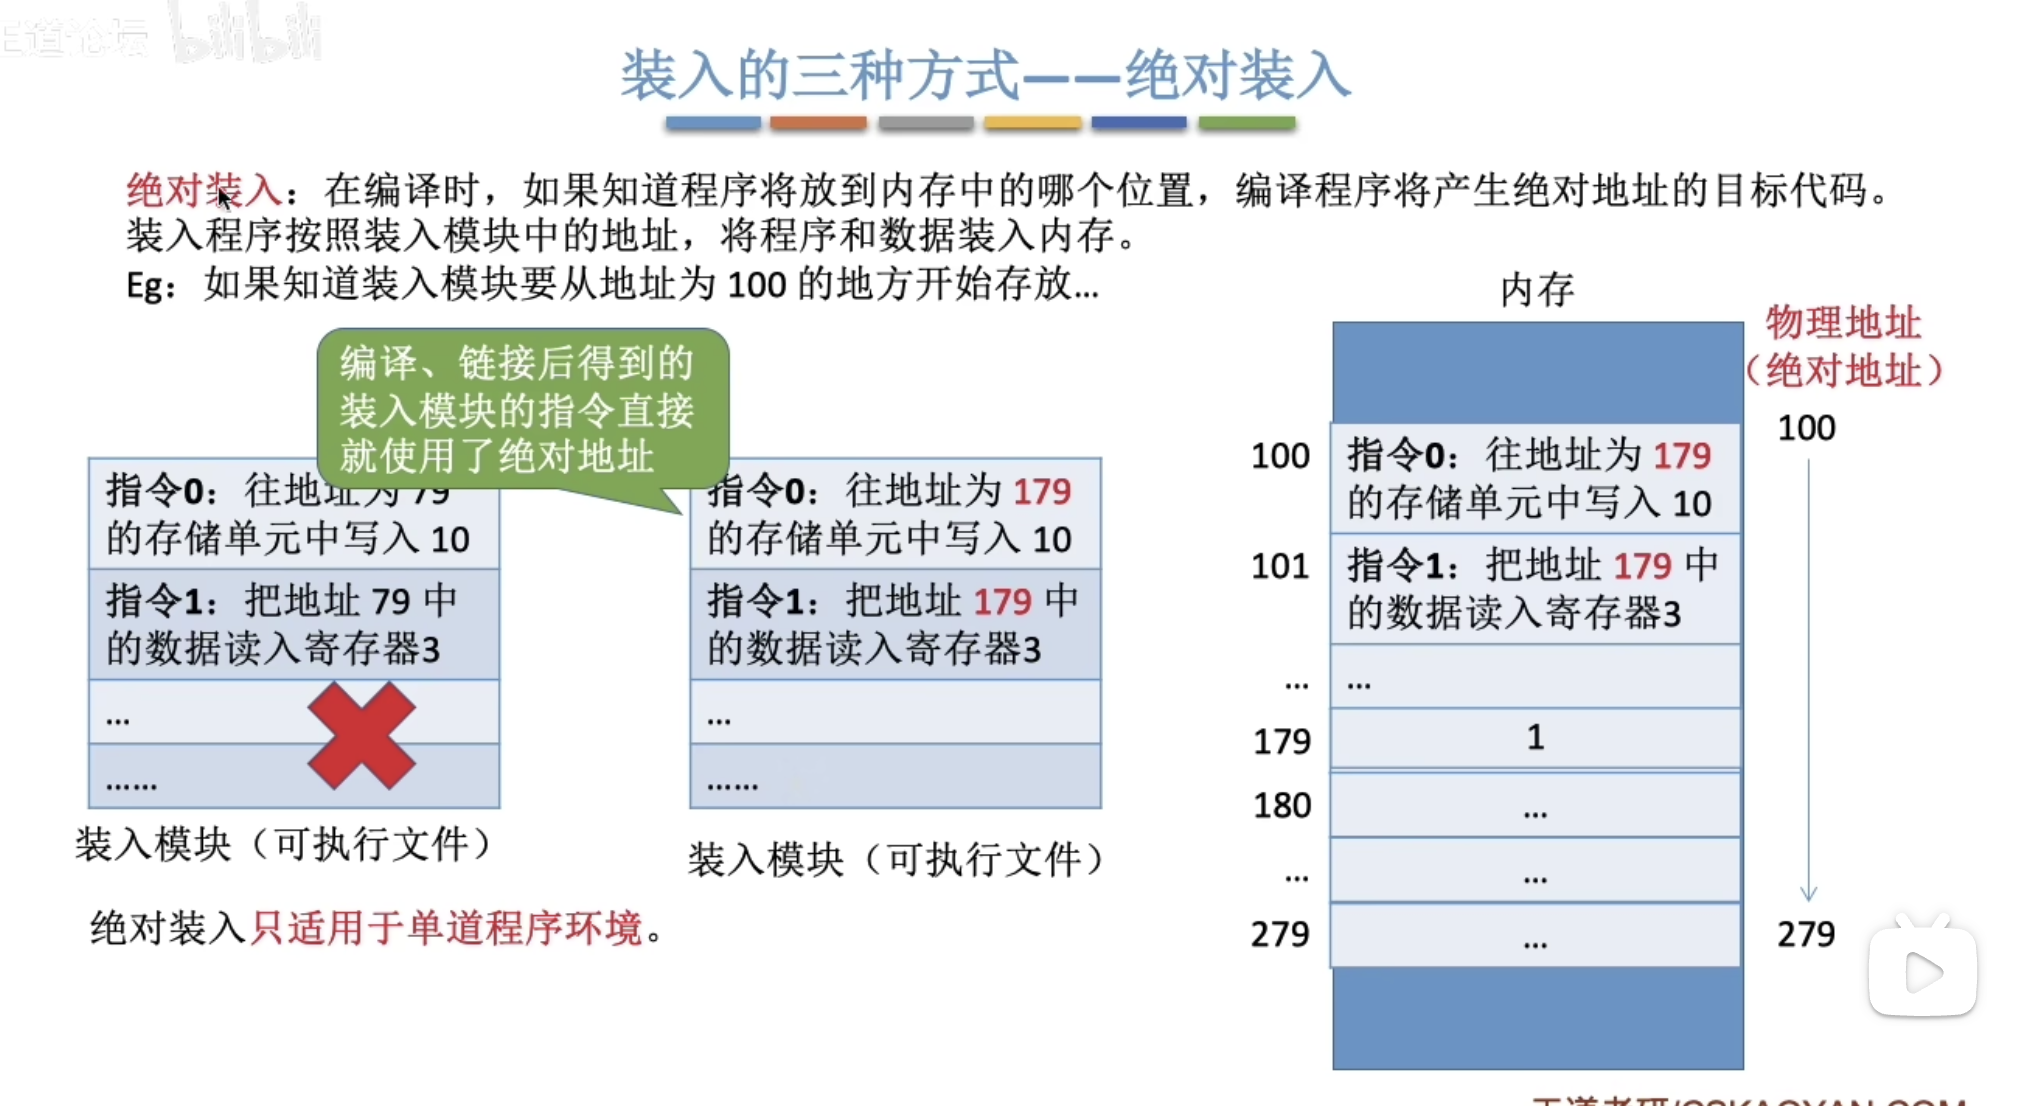 王道论坛 bilibili
装入的三种方式——绝对装入
绝对装入：在编译时，如果知道程序将放到内存中的哪个位置，编译程序将产生绝对地址的目标代码。
装入程序按照装入模块中的地址，将程序和数据装入内存。
Eg：如果知道装入模块要从地址为 100 的地方开始存放...
编译、链接后得到的
装入模块的指令直接
就使用了绝对地址
指令0：往地址为 79
的存储单元中写入 10
指令1：把地址 79 中
的数据读入寄存器3
...
......
装入模块（可执行文件）
指令0：往地址为 179
的存储单元中写入 10
指令1：把地址 179 中
的数据读入寄存器3
...
......
装入模块（可执行文件）
绝对装入只适用于单道程序环境。
内存
物理地址
（绝对地址）
100
279
100 指令0：往地址为 179
的存储单元中写入 10
101 指令1：把地址 179 中
的数据读入寄存器3
... ...
179 1
180 ...
... ...
279 ...
王道考研/CSKAOYAN.COM